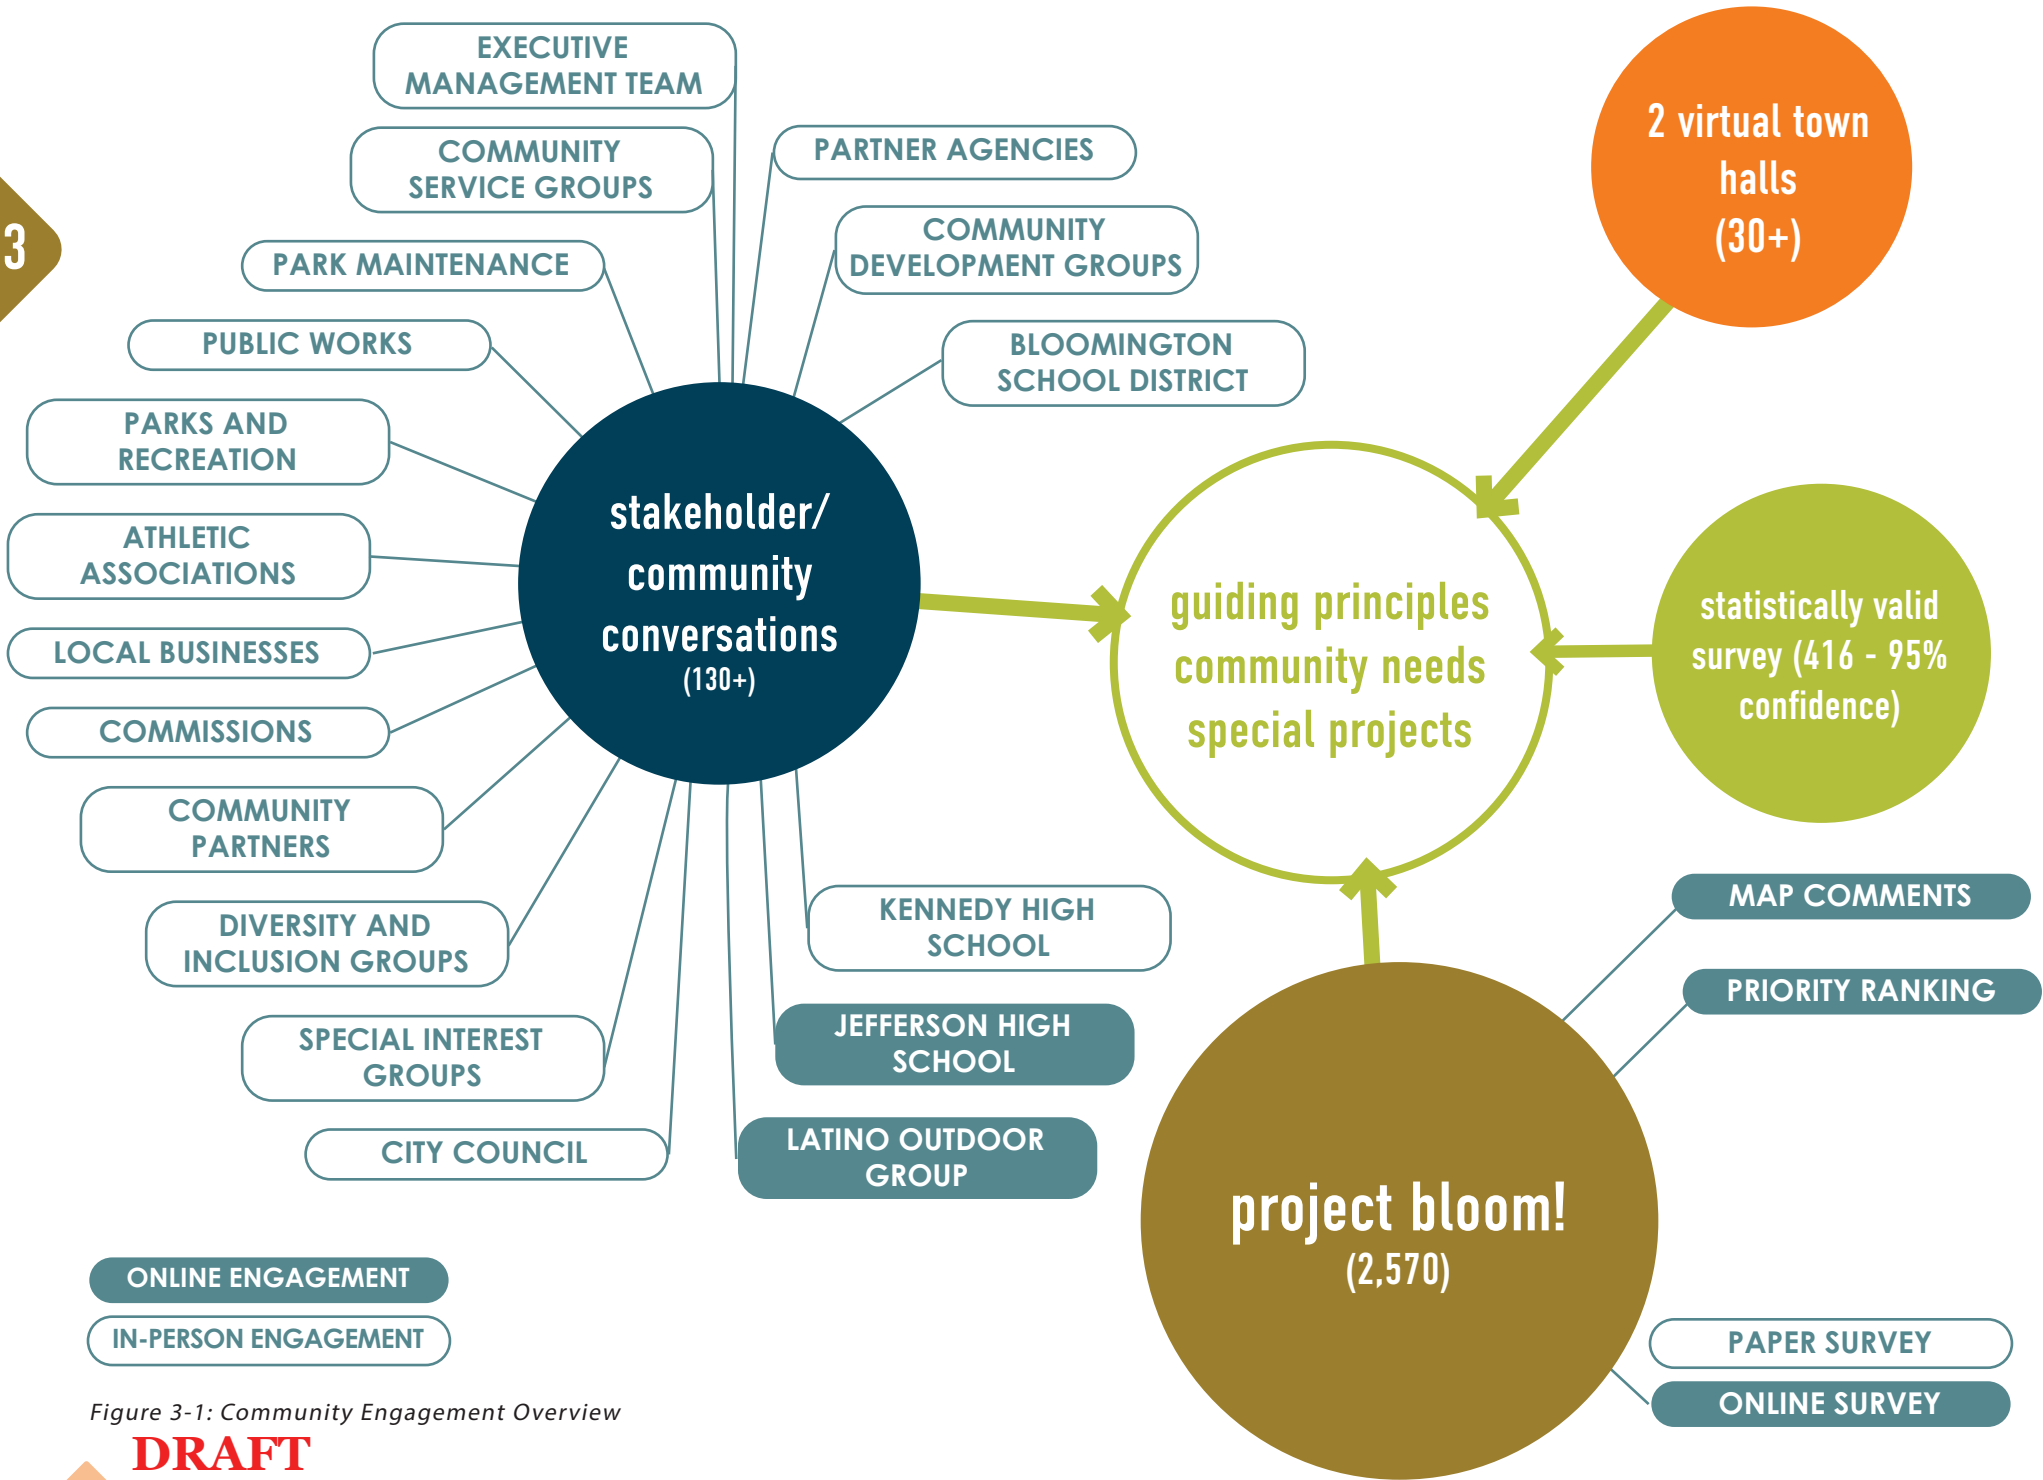 EXECUTIVE
MANAGEMENT TEAM
COMMUNITY
SERVICE GROUPS
PARK MAINTENANCE
PUBLIC WORKS
PARKS AND
RECREATION
ATHLETIC
ASSOCIATIONS
LOCAL BUSINESSES
COMMISSIONS
COMMUNITY
PARTNERS
DIVERSITY AND
INCLUSION GROUPS
SPECIAL INTEREST
GROUPS
CITY COUNCIL
PARTNER AGENCIES
COMMUNITY
DEVELOPMENT GROUPS
BLOOMINGTON
SCHOOL DISTRICT
stakeholder/
community
conversations
(130+)
KENNEDY HIGH
SCHOOL
JEFFERSON HIGH
SCHOOL
LATINO OUTDOOR
GROUP
2 virtual town
halls
(30+)
guiding principles
community needs
special projects
statistically valid
survey (416 - 95%
confidence)
MAP COMMENTS
PRIORITY RANKING
project bloom!
(2,570)
PAPER SURVEY
ONLINE SURVEY
3
ONLINE ENGAGEMENT
IN-PERSON ENGAGEMENT
Figure 3-1: Community Engagement Overview
DRAFT